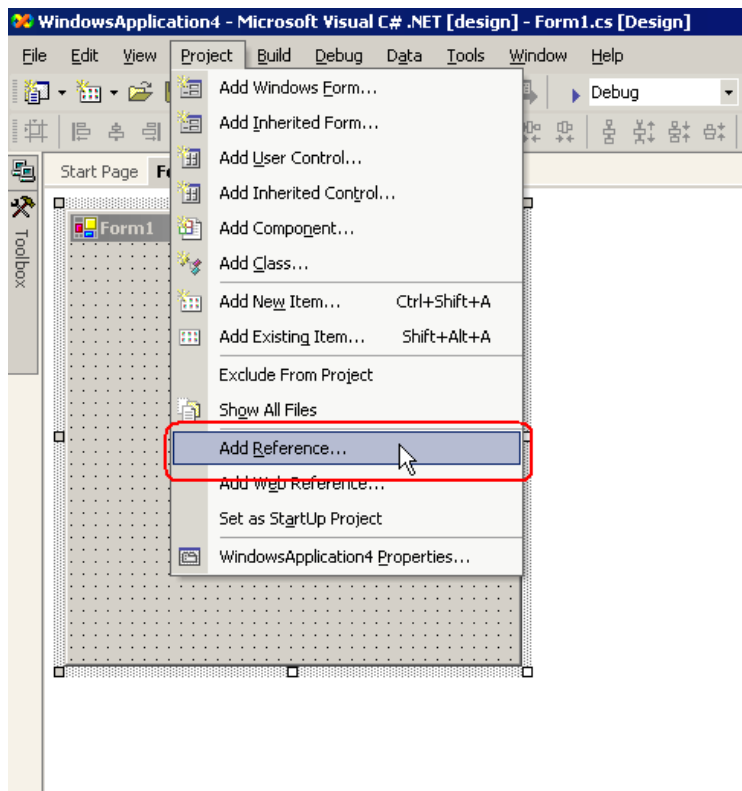 WindowsApplication4 - Microsoft Visual C# .NET [design] - Form1.cs [Design]
File Edit View Project Build Debug Data Tools Window Help
Debug
Start Page
Toolbox
Form1
Add Windows Form...
Add Inherited Form...
Add User Control...
Add Inherited Control...
Add Component...
Add Class...
Add New Item... Ctrl+Shift+A
Add Existing Item... Shift+Alt+A
Exclude From Project
Show All Files
Add Reference...
Add Web Reference...
Set as StartUp Project
WindowsApplication4 Properties...